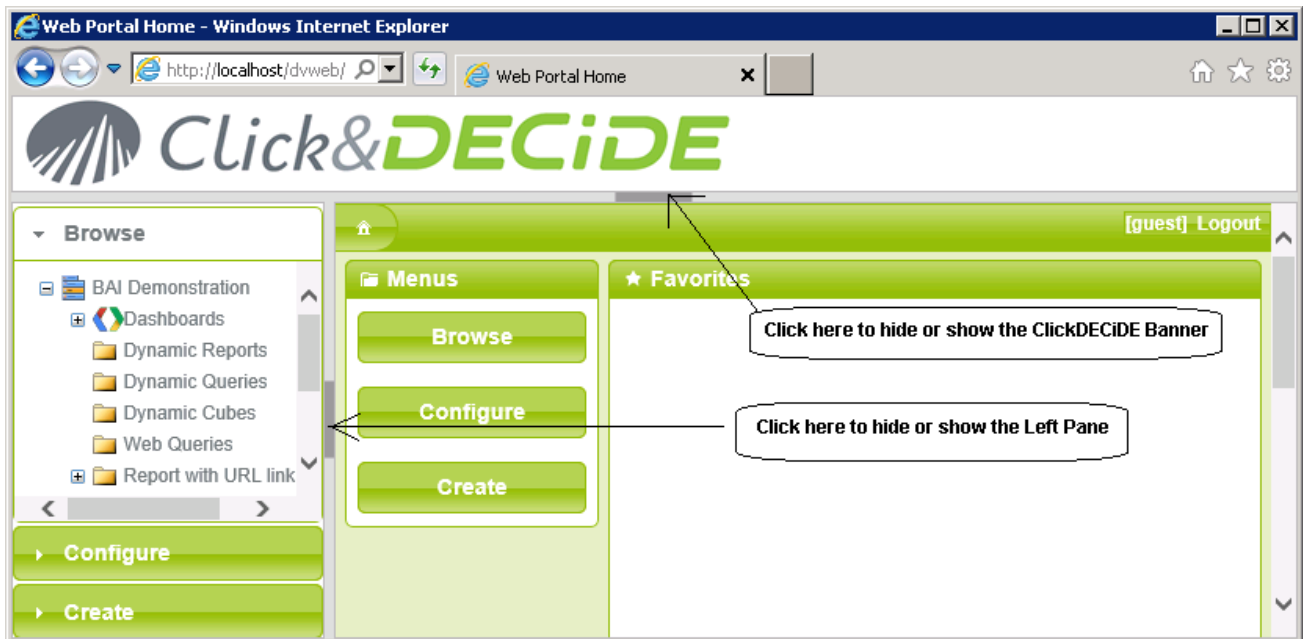 Web Portal Home - Windows Internet Explorer
http://localhost/dvweb/
Web Portal Home
Click&DECiDE
Browse
BAI Demonstration
Dashboards
Dynamic Reports
Dynamic Queries
Dynamic Cubes
Web Queries
Report with URL link
Configure
Create
[guest] Logout
Menus
Browse
Configure
Create
Favorites
Click here to hide or show the ClickDECiDE Banner
Click here to hide or show the Left Pane